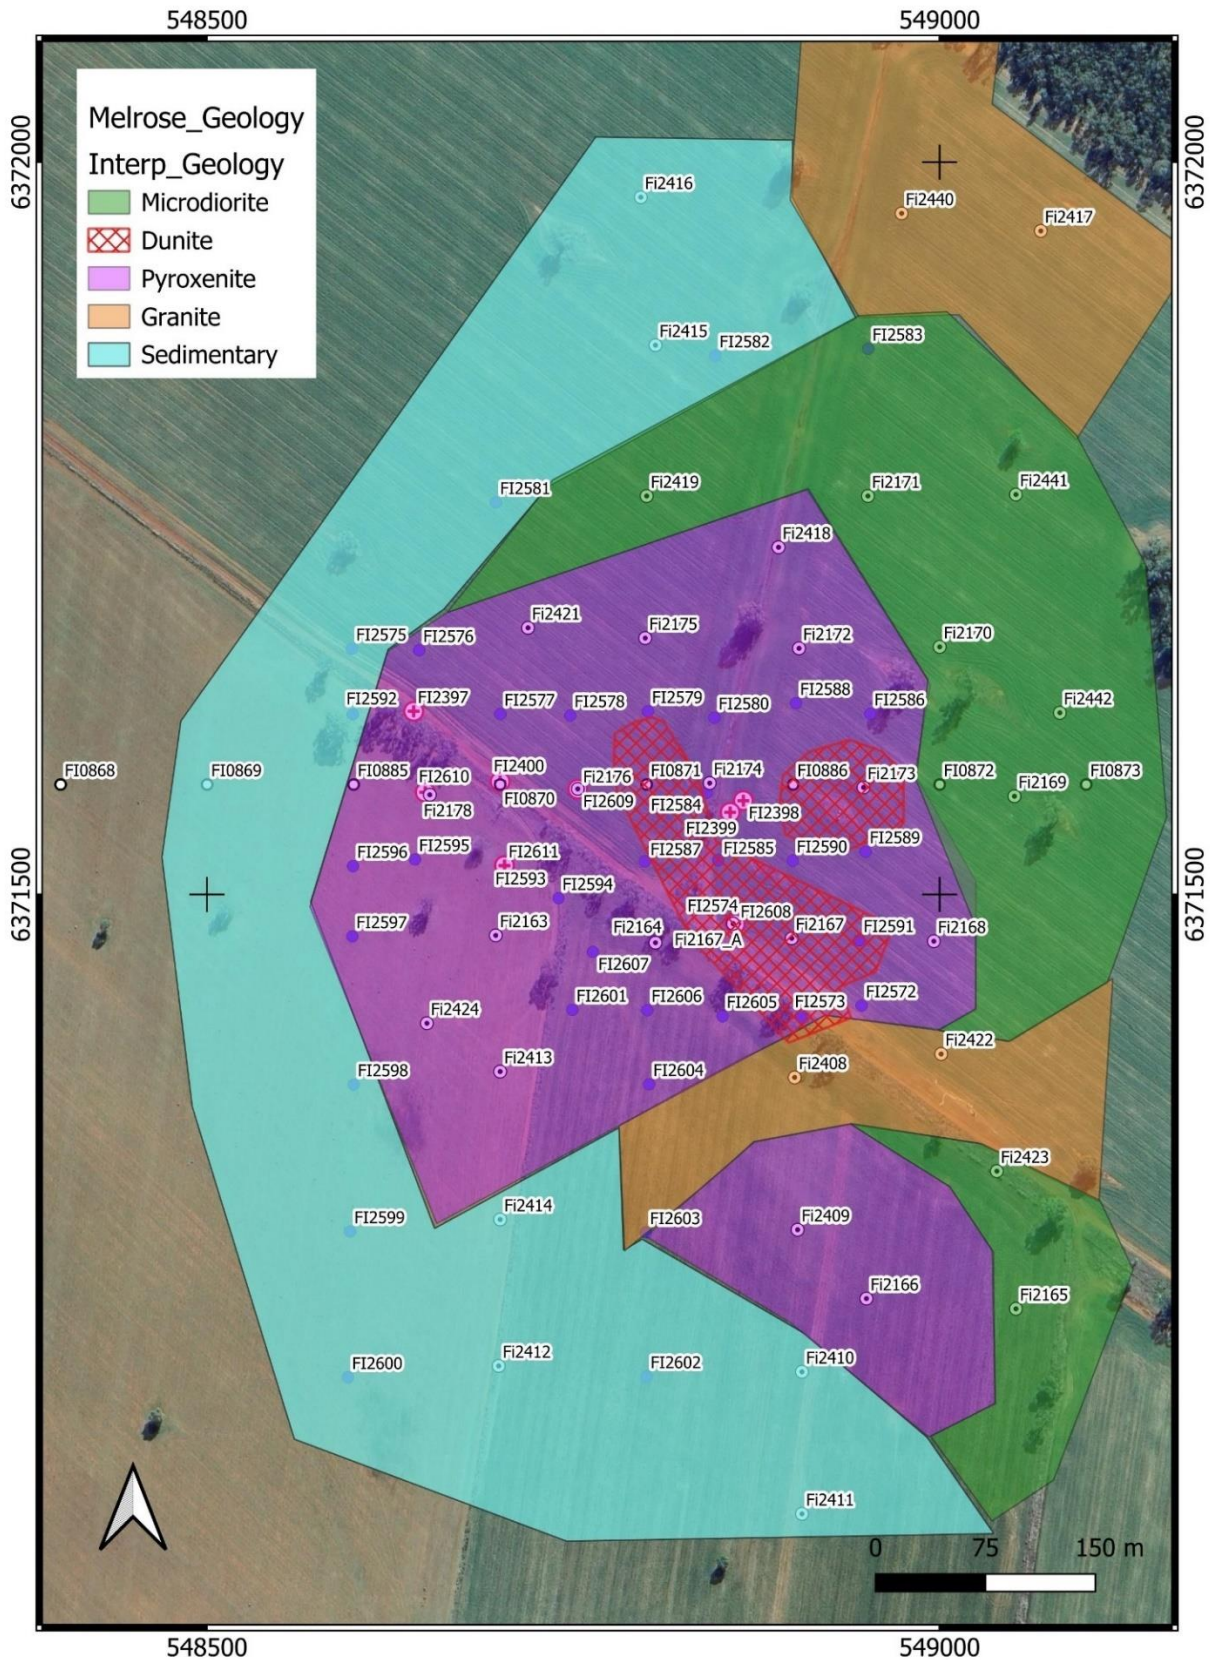 548500 549000
6372000 6372000
Melrose_Geology
Interp_Geology
Microdiorite
Dunite
Pyroxenite
Granite
Sedimentary
Fi2416
Fi2440
Fi2417
Fi2415
FI2582
FI2583
FI2581
Fi2419
Fi2171
Fi2441
Fi2418
Fi2421
Fi2175
Fi2172
Fi2170
FI2575
FI2576
FI2592
FI2397
FI2577
FI2578
FI2579
FI2580
FI2588
FI2586
Fi2442
FI0868
FI0869
FI0885
FI2610
Fi2178
FI2400
FI0870
Fi2176
FI2609
FI0871
FI2584
Fi2174
FI2398
FI2399
FI0886
Fi2173
FI0872
Fi2169
FI0873
FI2596
FI2595
FI2611
FI2593
FI2594
FI2587
FI2585
FI2590
FI2589
6371500 6371500
FI2597
Fi2163
Fi2164
FI2607
FI2574
FI2608
Fi2167_A
Fi2167
FI2591
Fi2168
Fi2424
FI2601
FI2606
FI2605
FI2573
FI2572
FI2598
Fi2413
FI2604
Fi2408
Fi2422
Fi2423
FI2599
Fi2414
FI2603
Fi2409
Fi2166
Fi2165
FI2600
Fi2412
FI2602
Fi2410
Fi2411
0 75 150 m
548500 549000